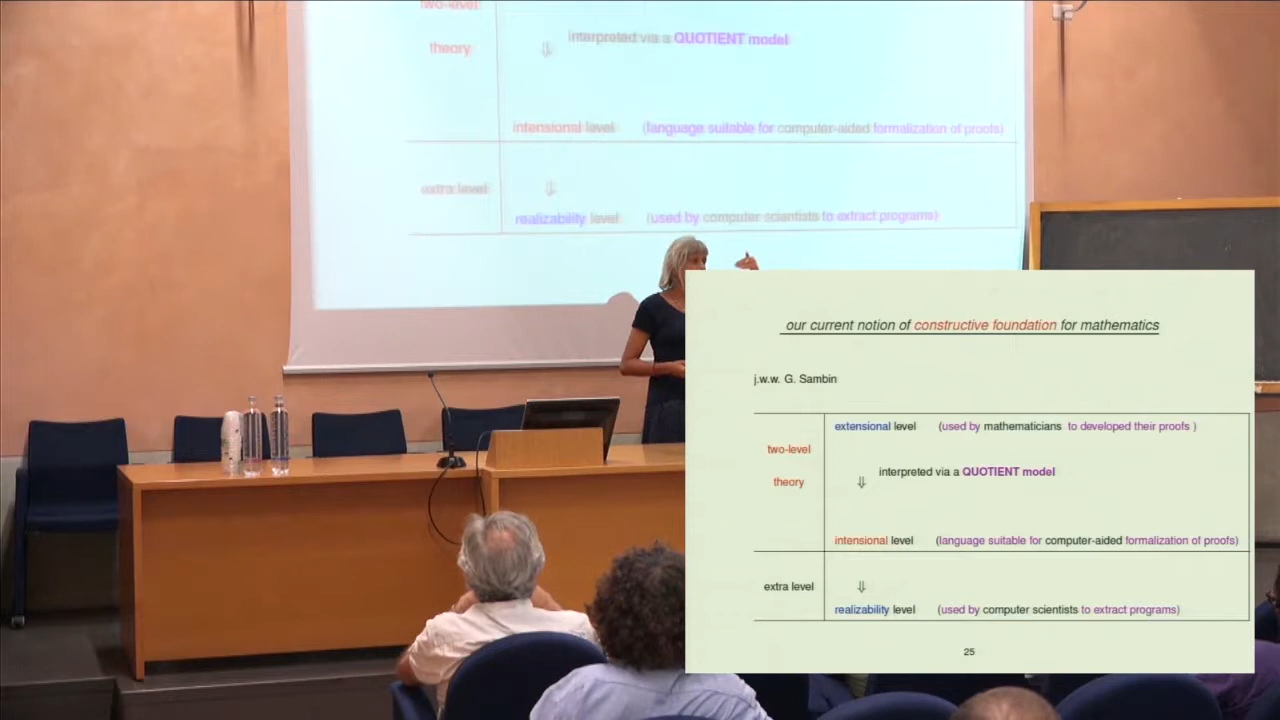 two-level
interpreted via a QUOTIENT model
theory ⇓
intensional level (language suitable for computer-aided formalization of proofs)
extra level ⇓
realizability level (used by computer scientists to extract programs)
our current notion of constructive foundation for mathematics
j.w.w. G. Sambin
extensional level (used by mathematicians to developed their proofs )
two-level
interpreted via a QUOTIENT model
theory ⇓
intensional level (language suitable for computer-aided formalization of proofs)
extra level ⇓
realizability level (used by computer scientists to extract programs)
25